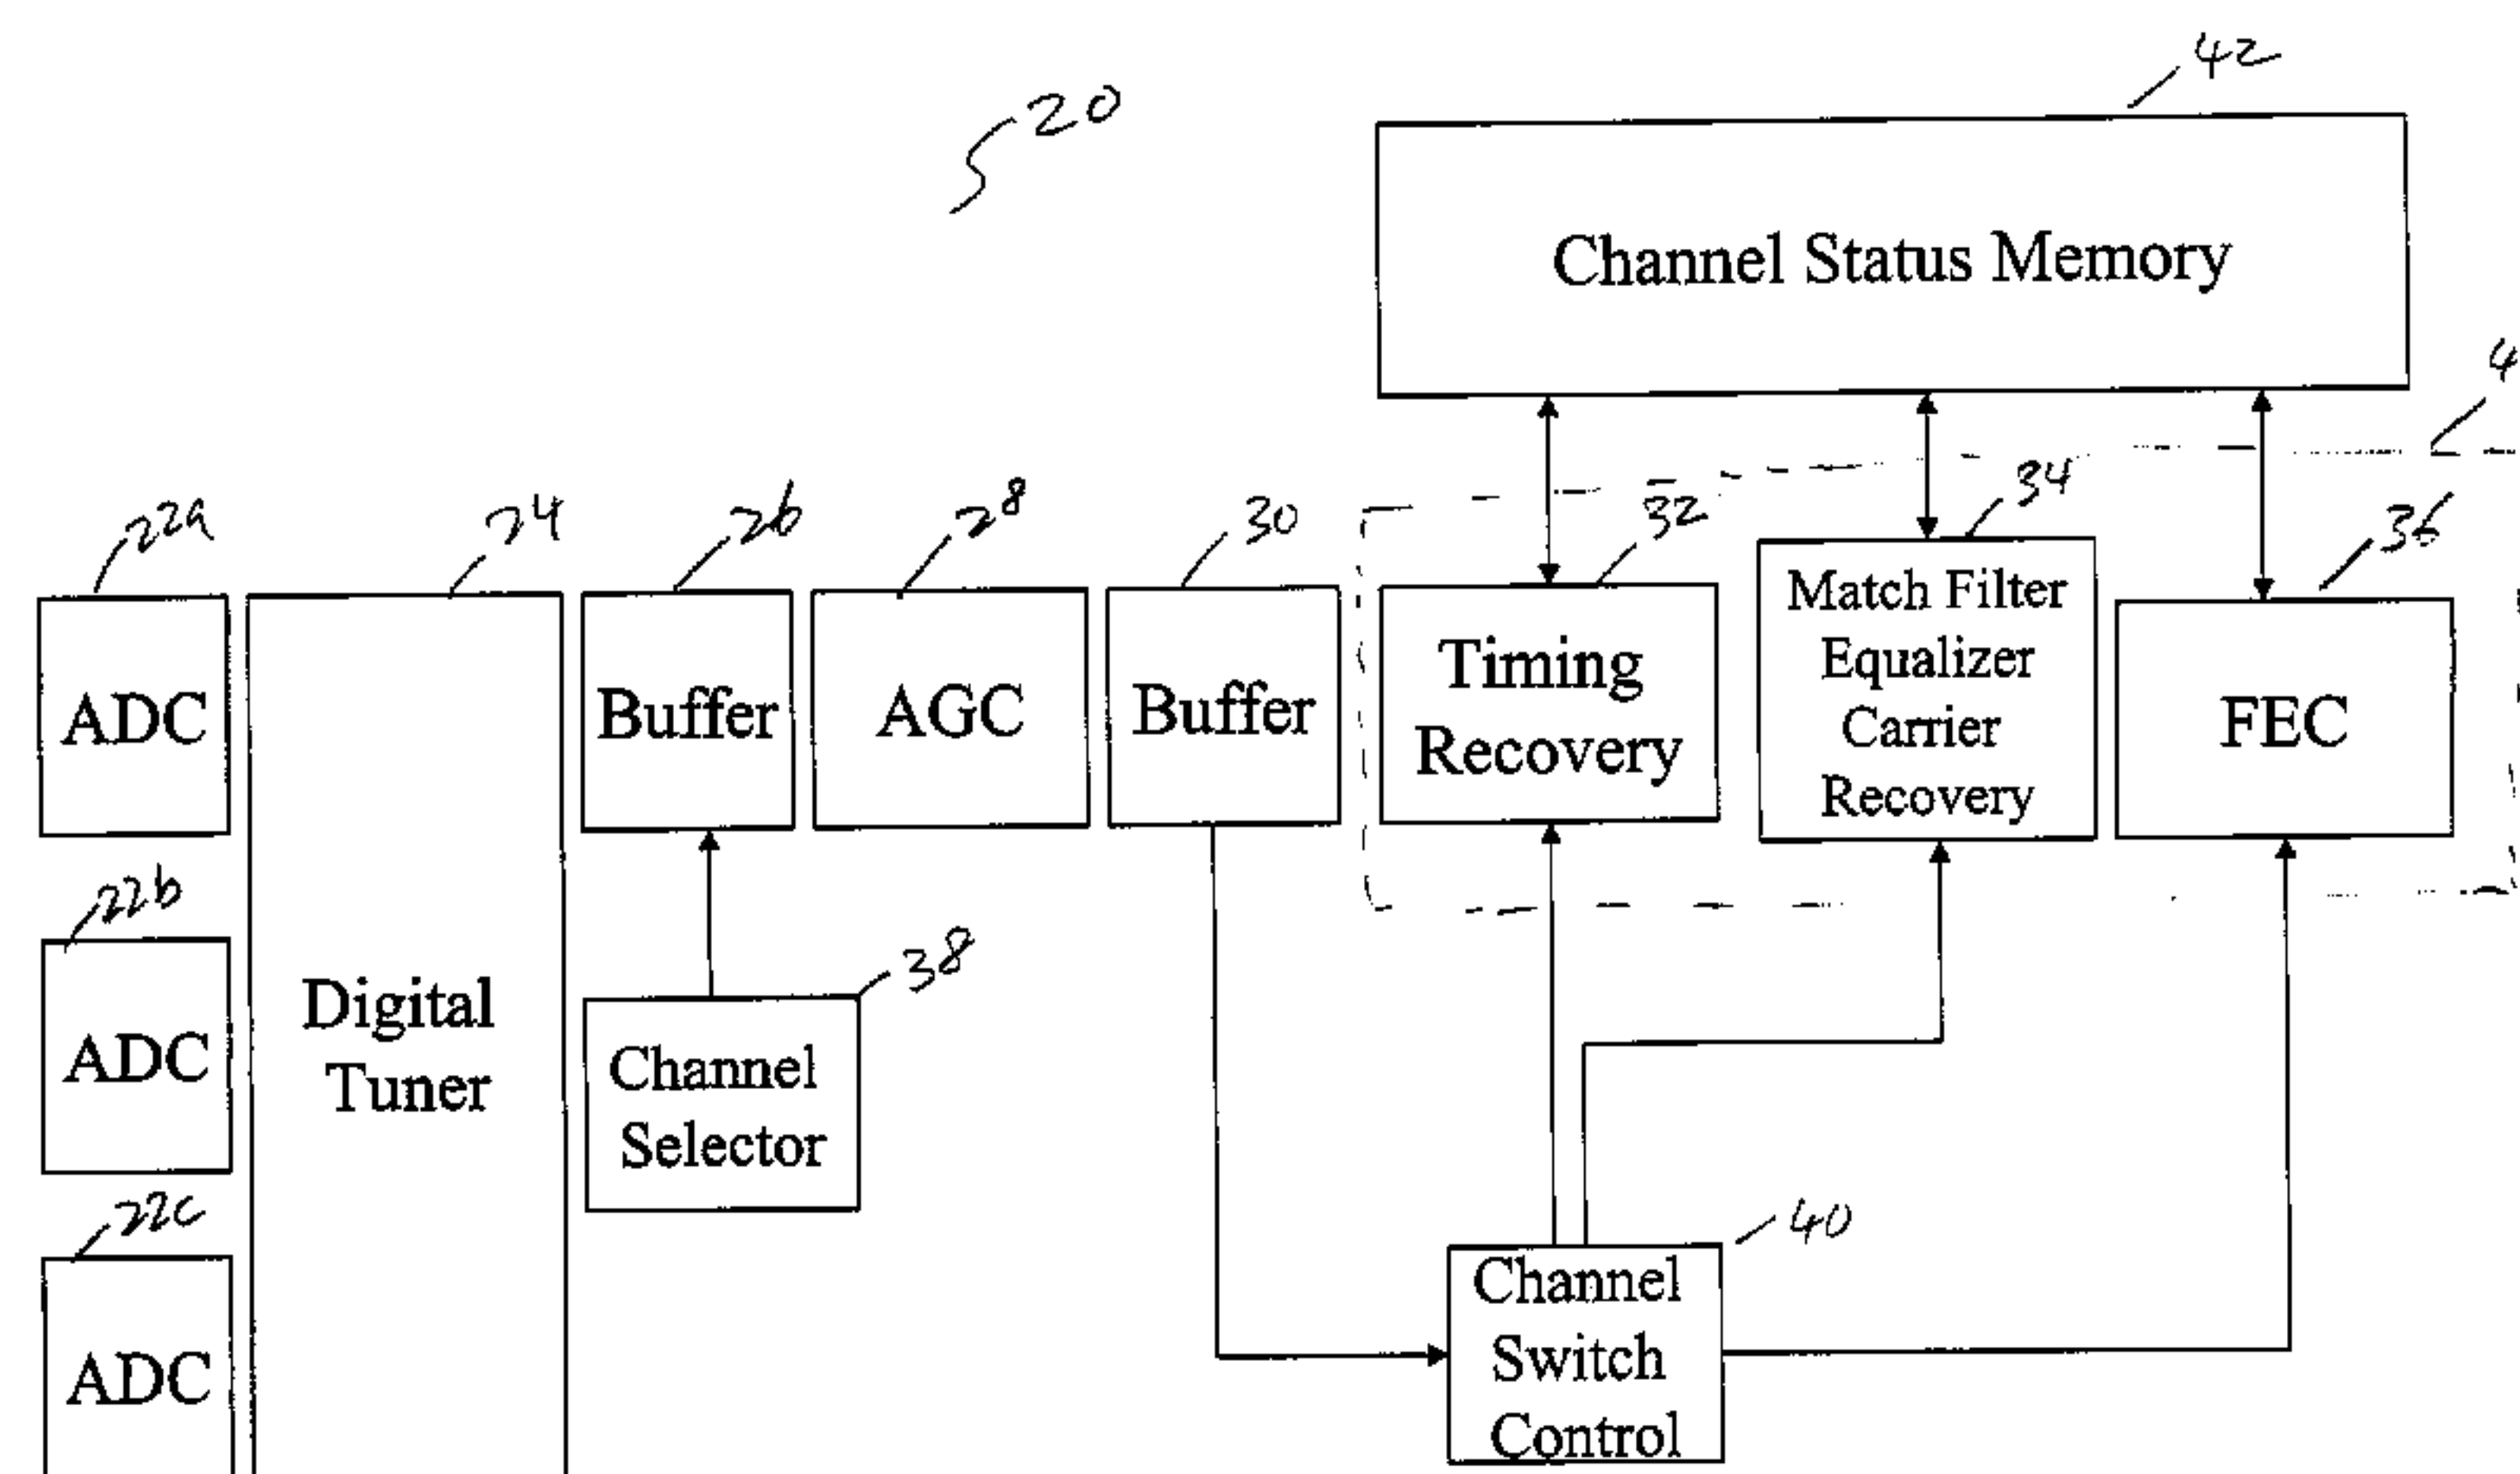 20
42
Channel Status Memory
4
22a
24
26
28
30
32
34
36
ADC
Buffer
AGC
Buffer
Timing
Recovery
Match Filter
Equalizer
Carrier
Recovery
FEC
22b
ADC
Digital
Tuner
38
Channel
Selector
22c
ADC
40
Channel
Switch
Control